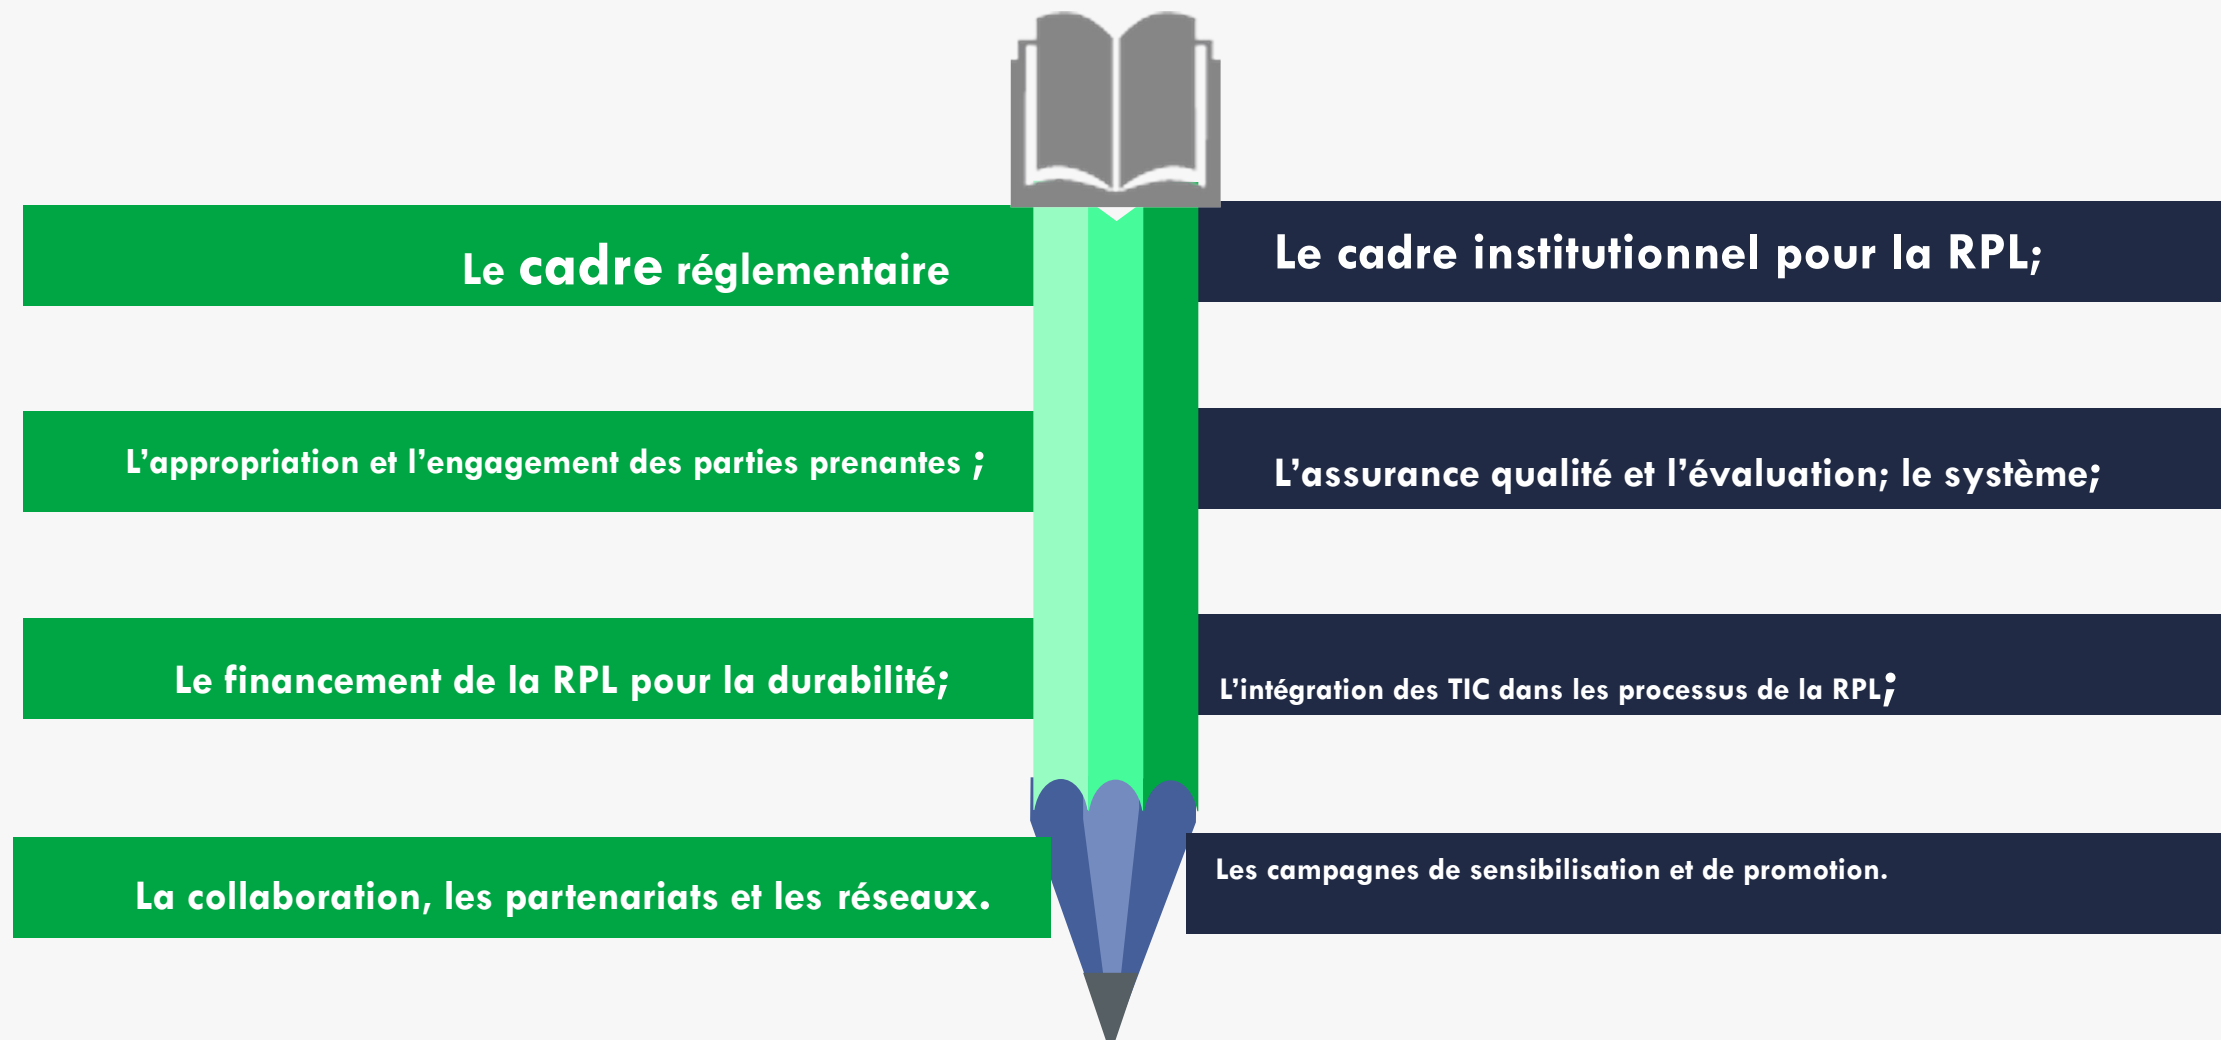 Le cadre réglementaire
Le cadre institutionnel pour la RPL;
L’appropriation et l’engagement des parties prenantes ;
L’assurance qualité et l’évaluation; le système;
Le financement de la RPL pour la durabilité;
L’intégration des TIC dans les processus de la RPL;
La collaboration, les partenariats et les réseaux.
Les campagnes de sensibilisation et de promotion.